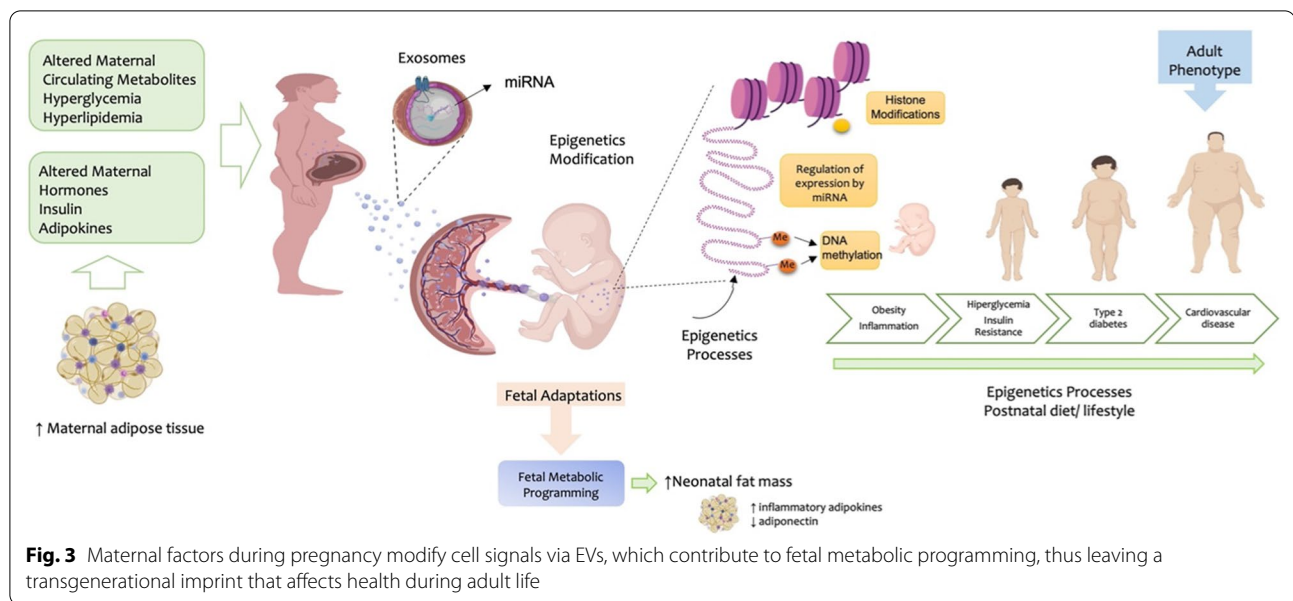 Altered Maternal
Circulating Metabolites
Hyperglycemia
Hyperlipidemia
Altered Maternal
Hormones
Insulin
Adipokines
↑ Maternal adipose tissue
Exosomes
miRNA
Epigenetics
Modification
Histone
Modifications
Regulation of
expression by
miRNA
Me
Me
DNA
methylation
Epigenetics
Processes
Adult
Phenotype
Obesity
Inflammation
Hiperglycemia
Insulin
Resistance
Type 2
diabetes
Cardiovascular
disease
Epigenetics Processes
Postnatal diet/ lifestyle
Fetal Adaptations
Fetal Metabolic
Programming
↑Neonatal fat mass
↑ inflammatory adipokines
↓ adiponectin
Fig. 3 Maternal factors during pregnancy modify cell signals via EVs, which contribute to fetal metabolic programming, thus leaving a
transgenerational imprint that affects health during adult life